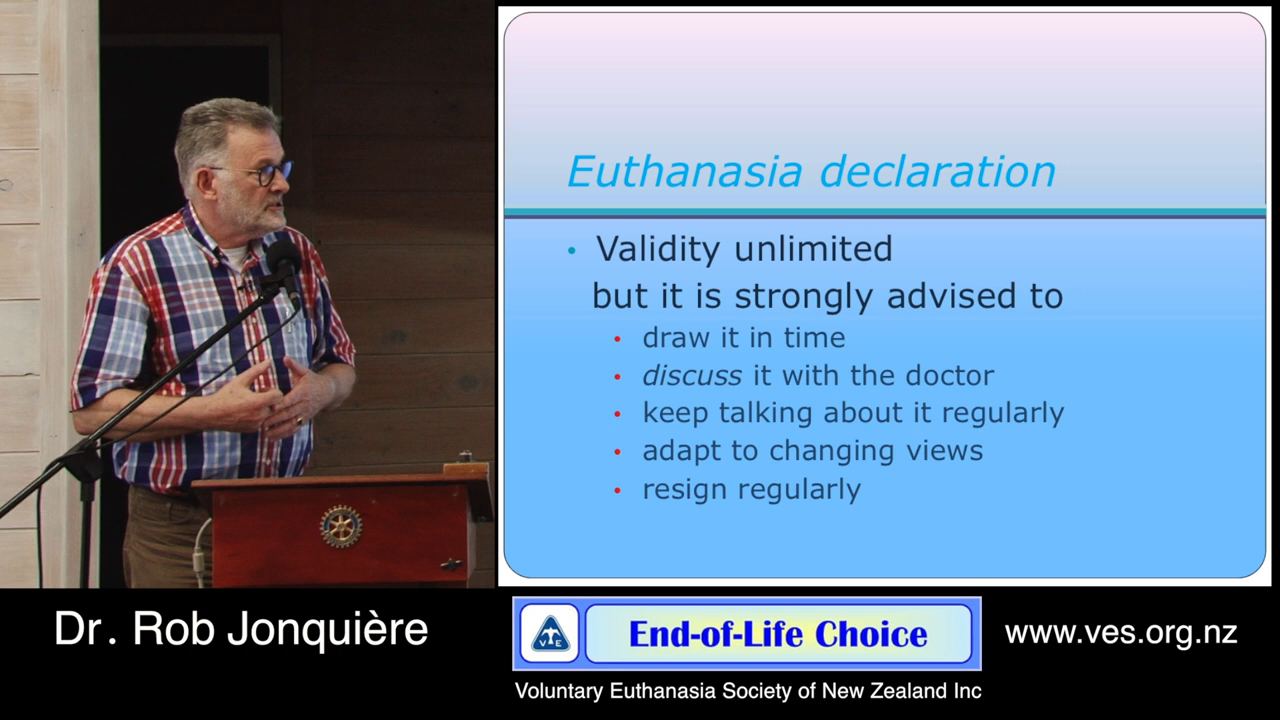 Euthanasia declaration
• Validity unlimited
but it is strongly advised to
• draw it in time
• discuss it with the doctor
• keep talking about it regularly
• adapt to changing views
• resign regularly
Dr. Rob Jonquière
VE
End-of-Life Choice
www.ves.org.nz
Voluntary Euthanasia Society of New Zealand Inc